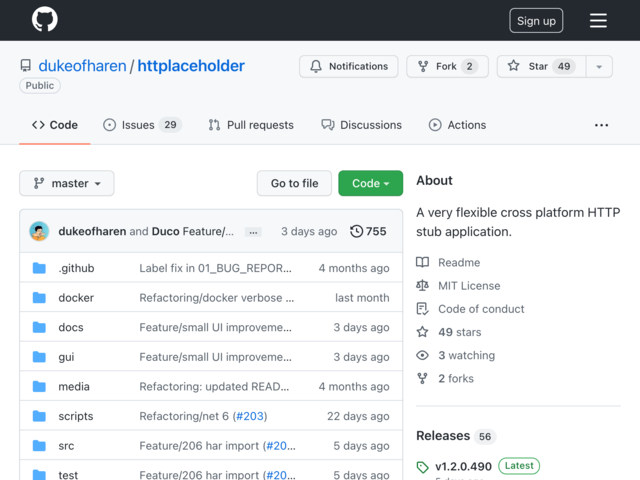 Sign up
dukeofharen / httplaceholder
Public
Notifications
Fork 2
Star 49
Code
Issues 29
Pull requests
Discussions
Actions
master
Go to file
Code
dukeofharen and Duco Feature/... ... 3 days ago 755
.github Label fix in 01_BUG_REPOR... 4 months ago
docker Refactoring/docker verbose ... last month
docs Feature/small UI improveme... 3 days ago
gui Feature/small UI improveme... 3 days ago
media Refactoring: updated READ... 4 months ago
scripts Refactoring/net 6 (#203) 22 days ago
src Feature/206 har import (#20... 5 days ago
test Feature/206 har import (#20... 5 days ago
About
A very flexible cross platform HTTP
stub application.
Readme
MIT License
Code of conduct
49 stars
3 watching
2 forks
Releases 56
v1.2.0.490 Latest
5 days ago